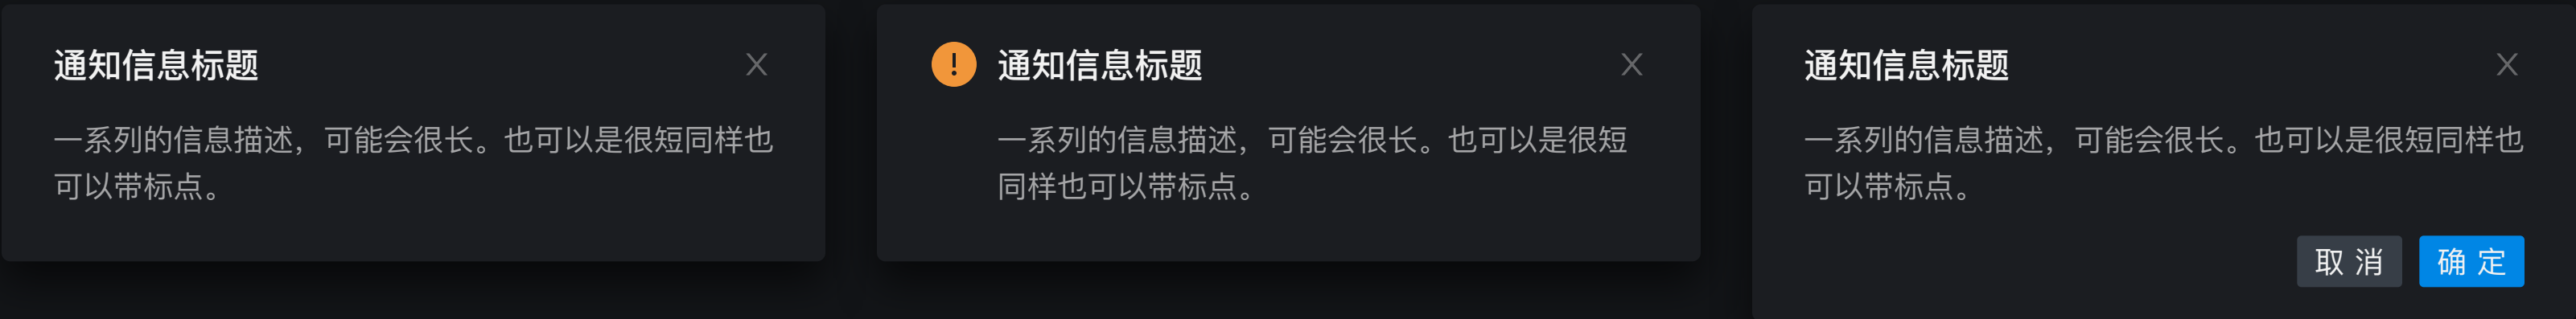 通知信息标题
一系列的信息描述，可能会很长。也可以是很短同样也
可以带标点。
通知信息标题
一系列的信息描述，可能会很长。也可以是很短
同样也可以带标点。
通知信息标题
一系列的信息描述，可能会很长。也可以是很短同样也
可以带标点。
取 消 确 定